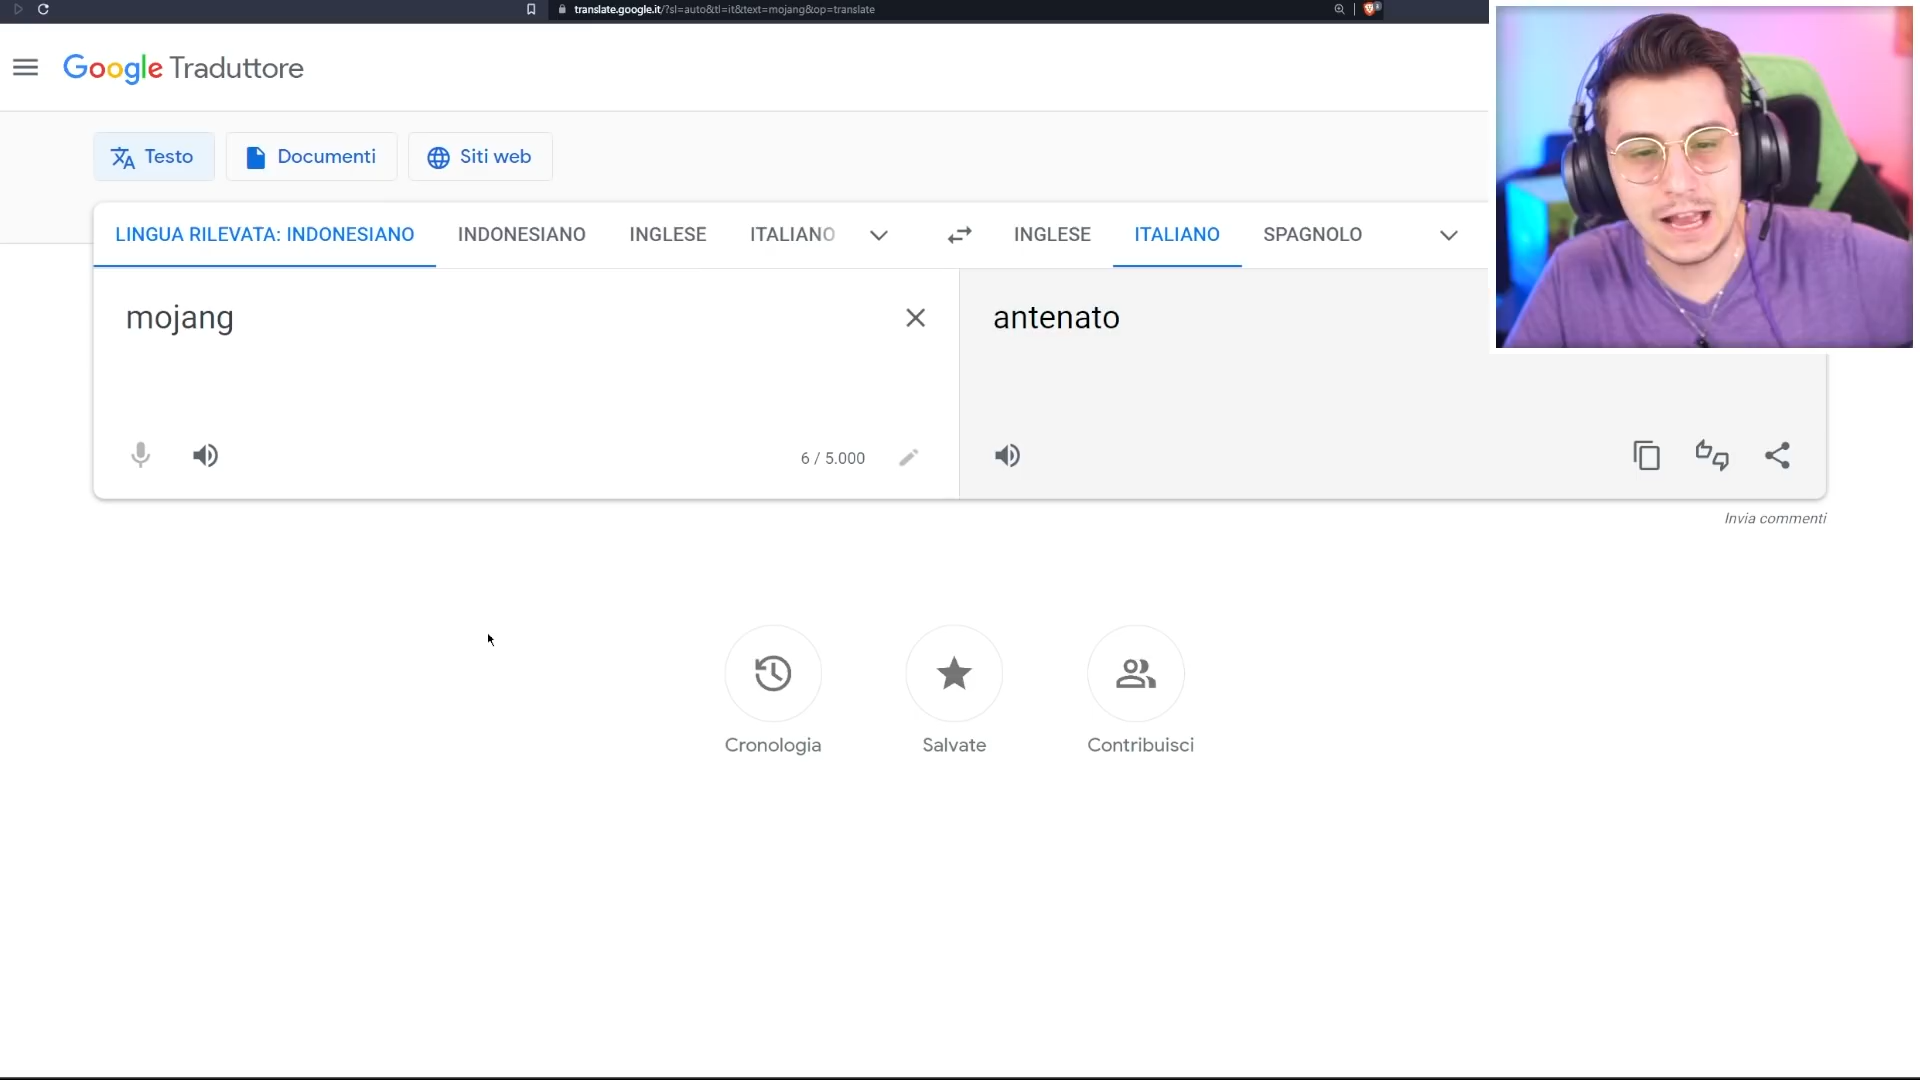 translate.google.it/?sl=auto&tl=it&text=mojang&op=translate
Google Traduttore
Testo
Documenti
Siti web
LINGUA RILEVATA: INDONESIANO
INDONESIANO
INGLESE
ITALIANO
INGLESE
ITALIANO
SPAGNOLO
mojang
antenato
6 / 5.000
Invia commenti
Cronologia
Salvate
Contribuisci